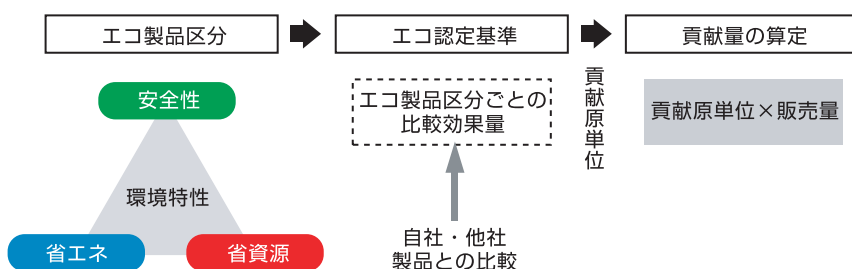 エコ製品区分
エコ認定基準
貢献量の算定
安全性
環境特性
省エネ
省資源
エコ製品区分ごとの
比較効果量
自社・他社
製品との比較
貢献原単位
貢献原単位×販売量